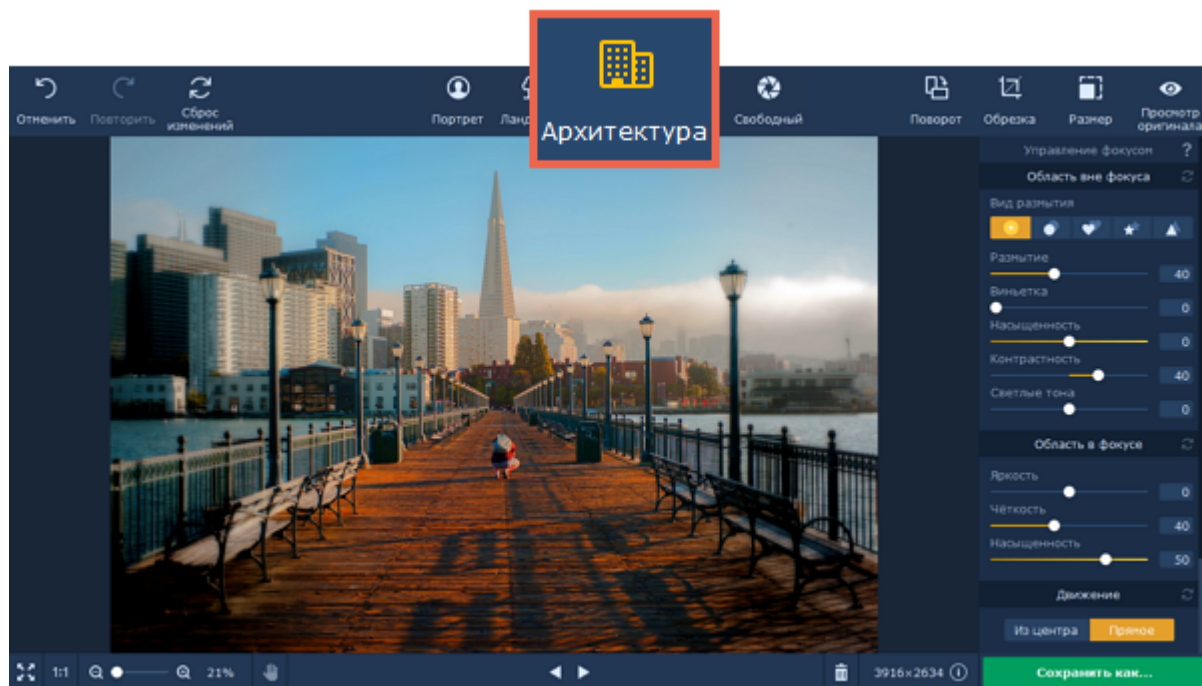 Архитектура
Отменить
Повторить
Сброс
изменений
Портрет
Свободный
Поворот
Обрезка
Размер
Просмотр
оригинала
Управление фокусом ?
Область вне фокуса
Вид размытия
Размытие
40
Виньетка
0
Насыщенность
0
Контрастность
40
Светлые тона
0
Область в фокусе
Яркость
0
Чёткость
40
Насыщенность
50
Движение
Из центра Прямое
1:1
21%
3916×2634
Сохранить как...